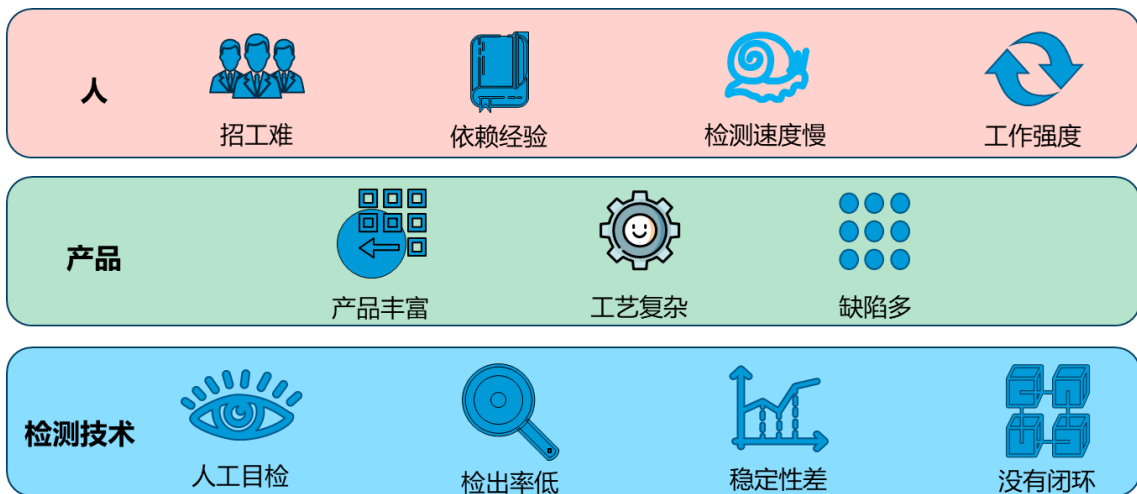 人
招工难
依赖经验
检测速度慢
工作强度
产品
产品丰富
工艺复杂
缺陷多
检测技术
人工目检
检出率低
稳定性差
没有闭环